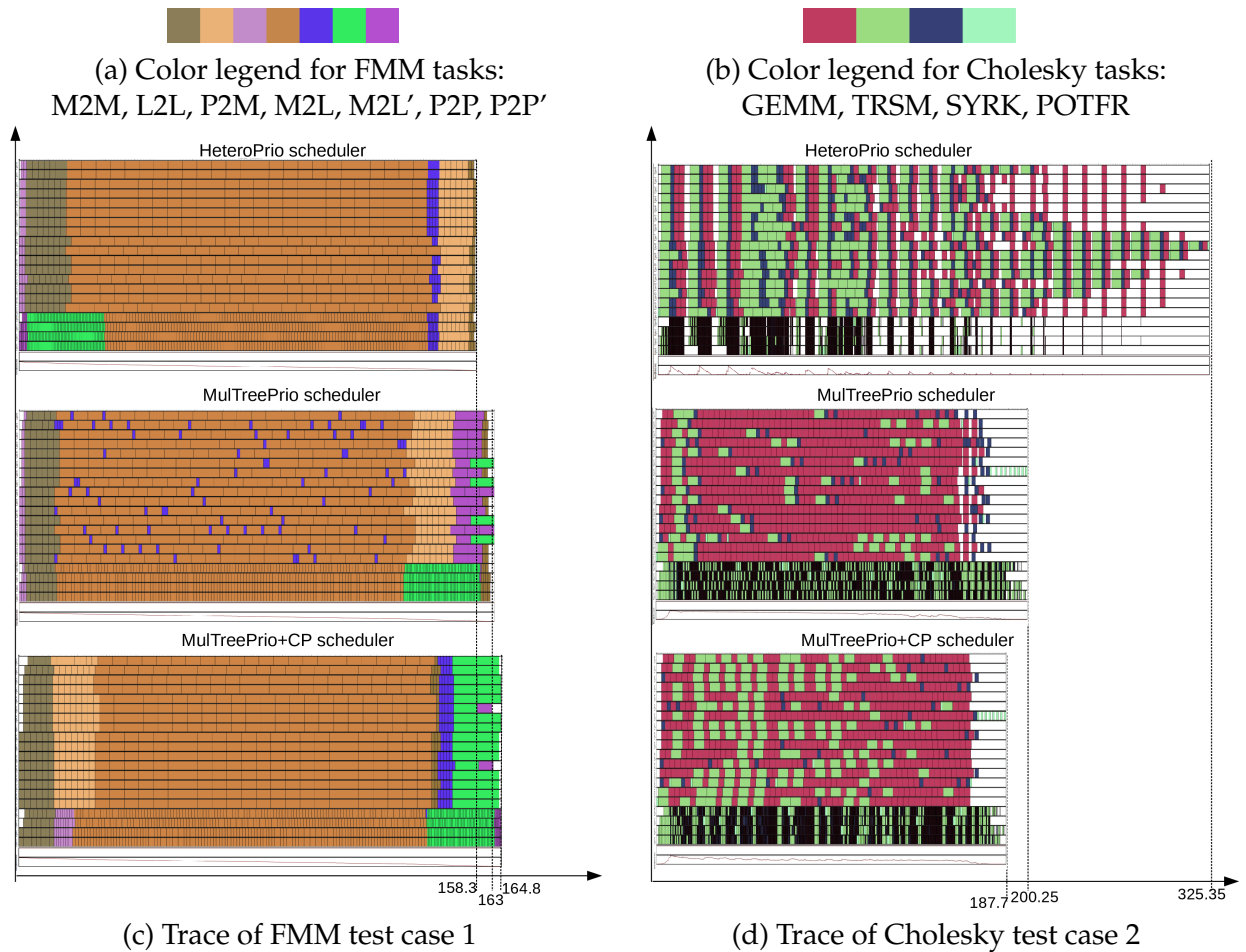 (a) Color legend for FMM tasks:
M2M, L2L, P2M, M2L, M2L', P2P, P2P'
(b) Color legend for Cholesky tasks:
GEMM, TRSM, SYRK, POTFR
HeteroPrio scheduler
MulTreePrio scheduler
MulTreePrio+CP scheduler
158.3
163
164.8
(c) Trace of FMM test case 1
HeteroPrio scheduler
MulTreePrio scheduler
MulTreePrio+CP scheduler
187.7
200.25
325.35
(d) Trace of Cholesky test case 2